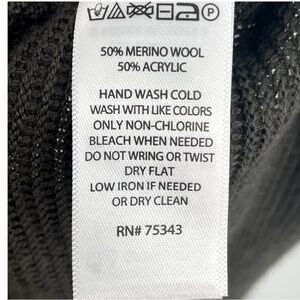 P
50% MERINO WOOL
50% ACRYLIC
HAND WASH COLD
WASH WITH LIKE COLORS
ONLY NON-CHLORINE
BLEACH WHEN NEEDED
DO NOT WRING OR TWIST
DRY FLAT
LOW IRON IF NEEDED
OR DRY CLEAN
RN# 75343